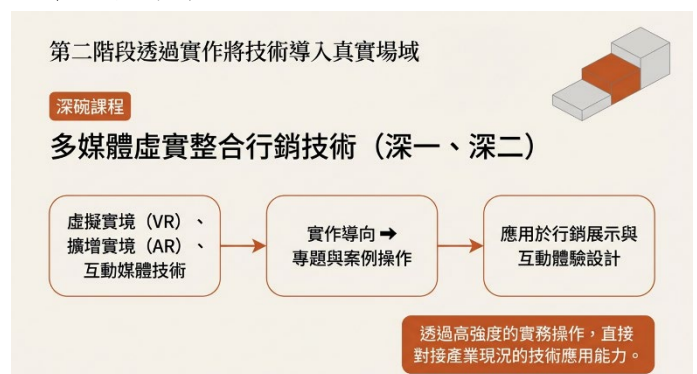 第二階段透過實作將技術導入真實場域
深碗課程
多媒體虛實整合行銷技術（深一、深二）
虛擬實境（VR）、
擴增實境（AR）、
互動媒體技術
實作導向➡
專題與案例操作
應用於行銷展示與
互動體驗設計
透過高強度的實務操作，直接
對接產業現況的技術應用能力。